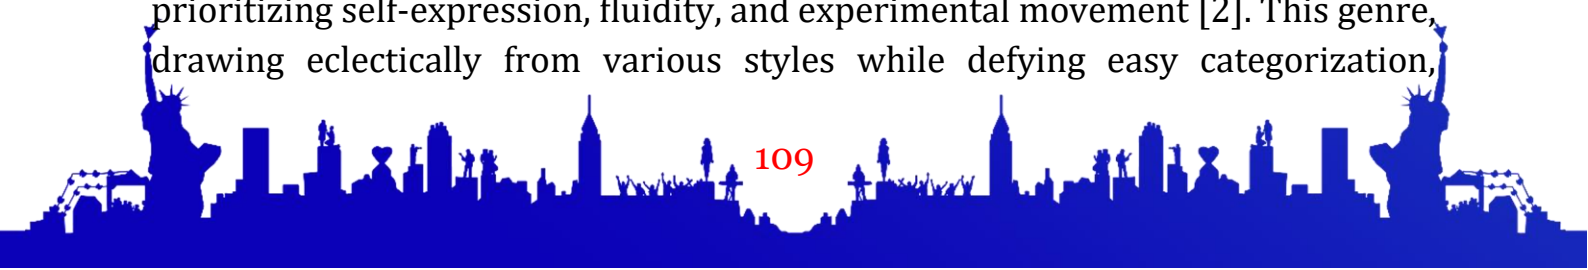 prioritizing self-expression, fluidity, and experimental movement [2]. This genre,
drawing eclectically from various styles while defying easy categorization,
109